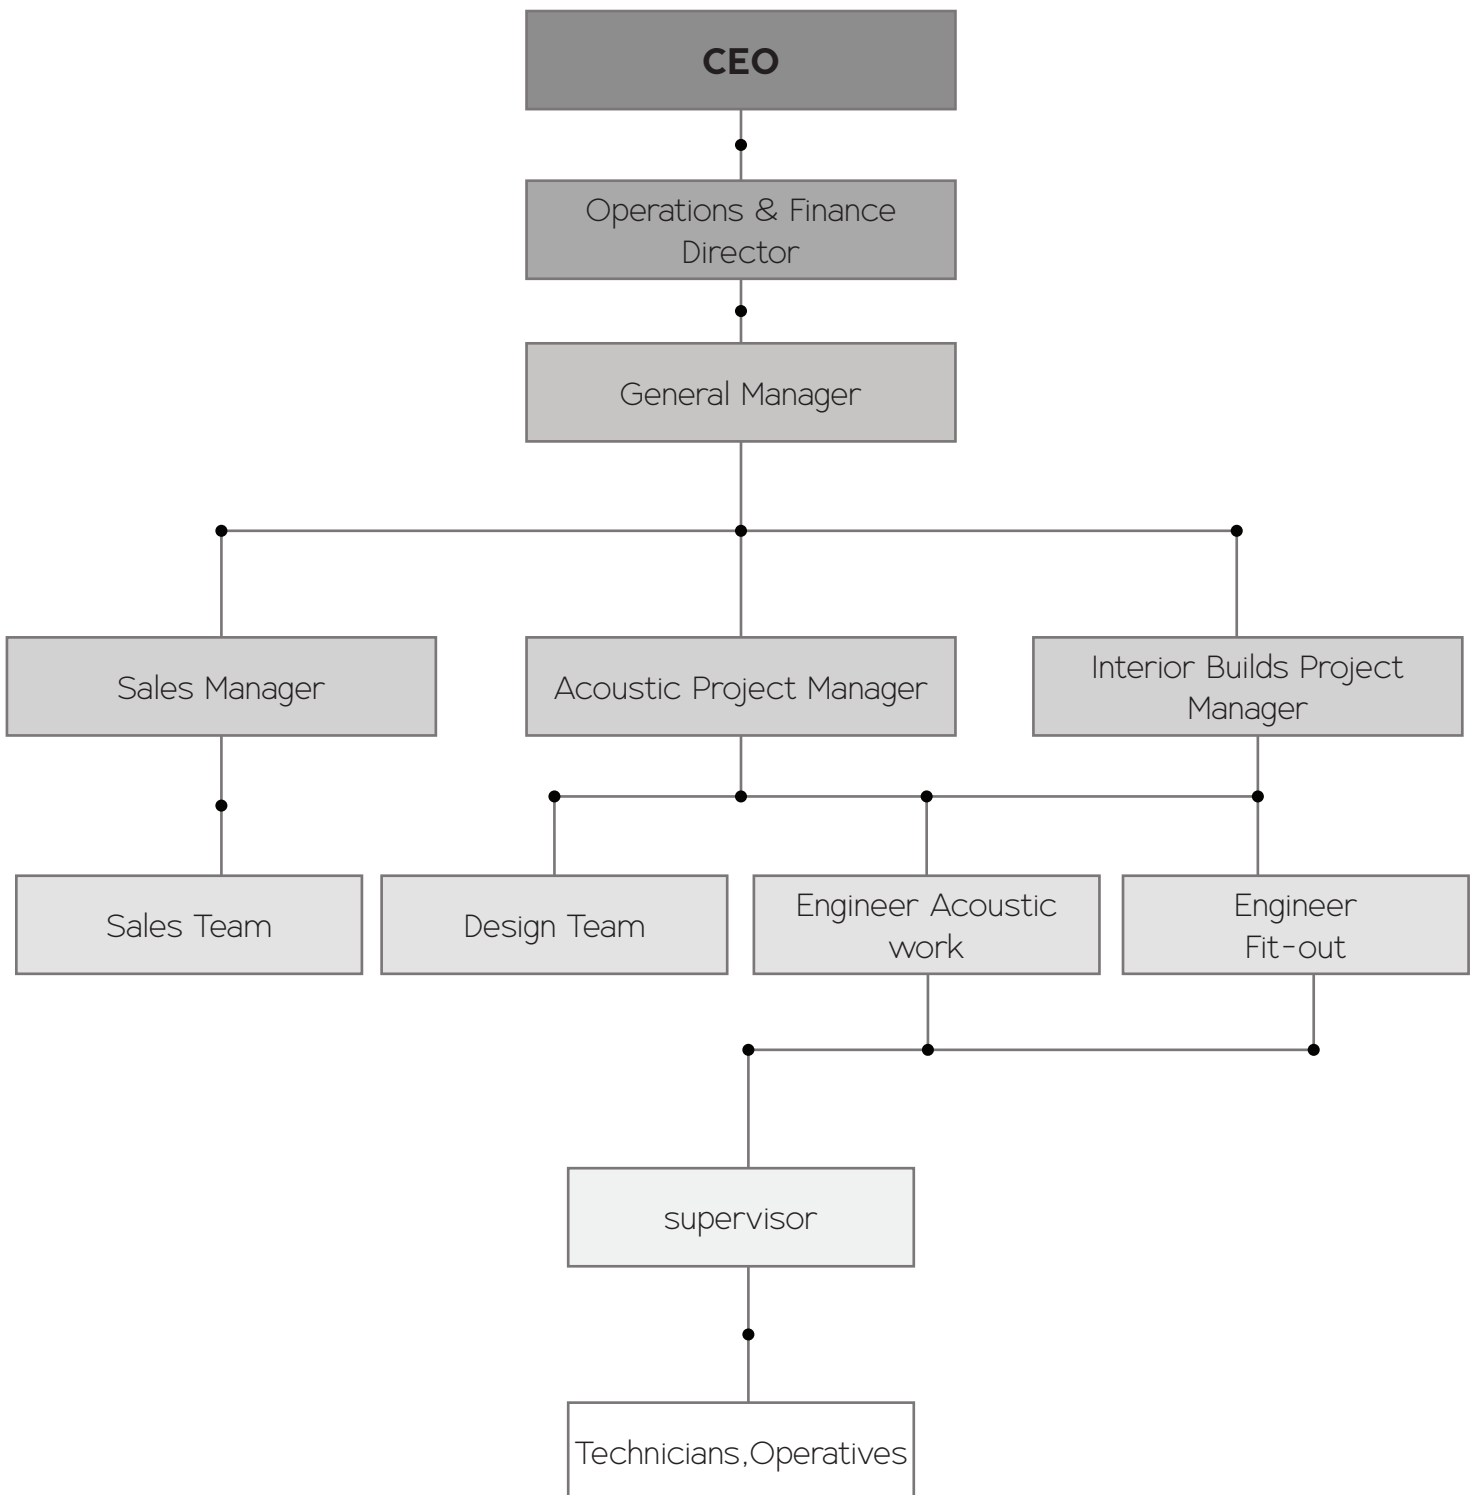 CEO
Operations & Finance
Director
General Manager
Sales Manager
Acoustic Project Manager
Interior Builds Project
Manager
Sales Team
Design Team
Engineer Acoustic
work
Engineer
Fit-out
supervisor
Technicians,Operatives